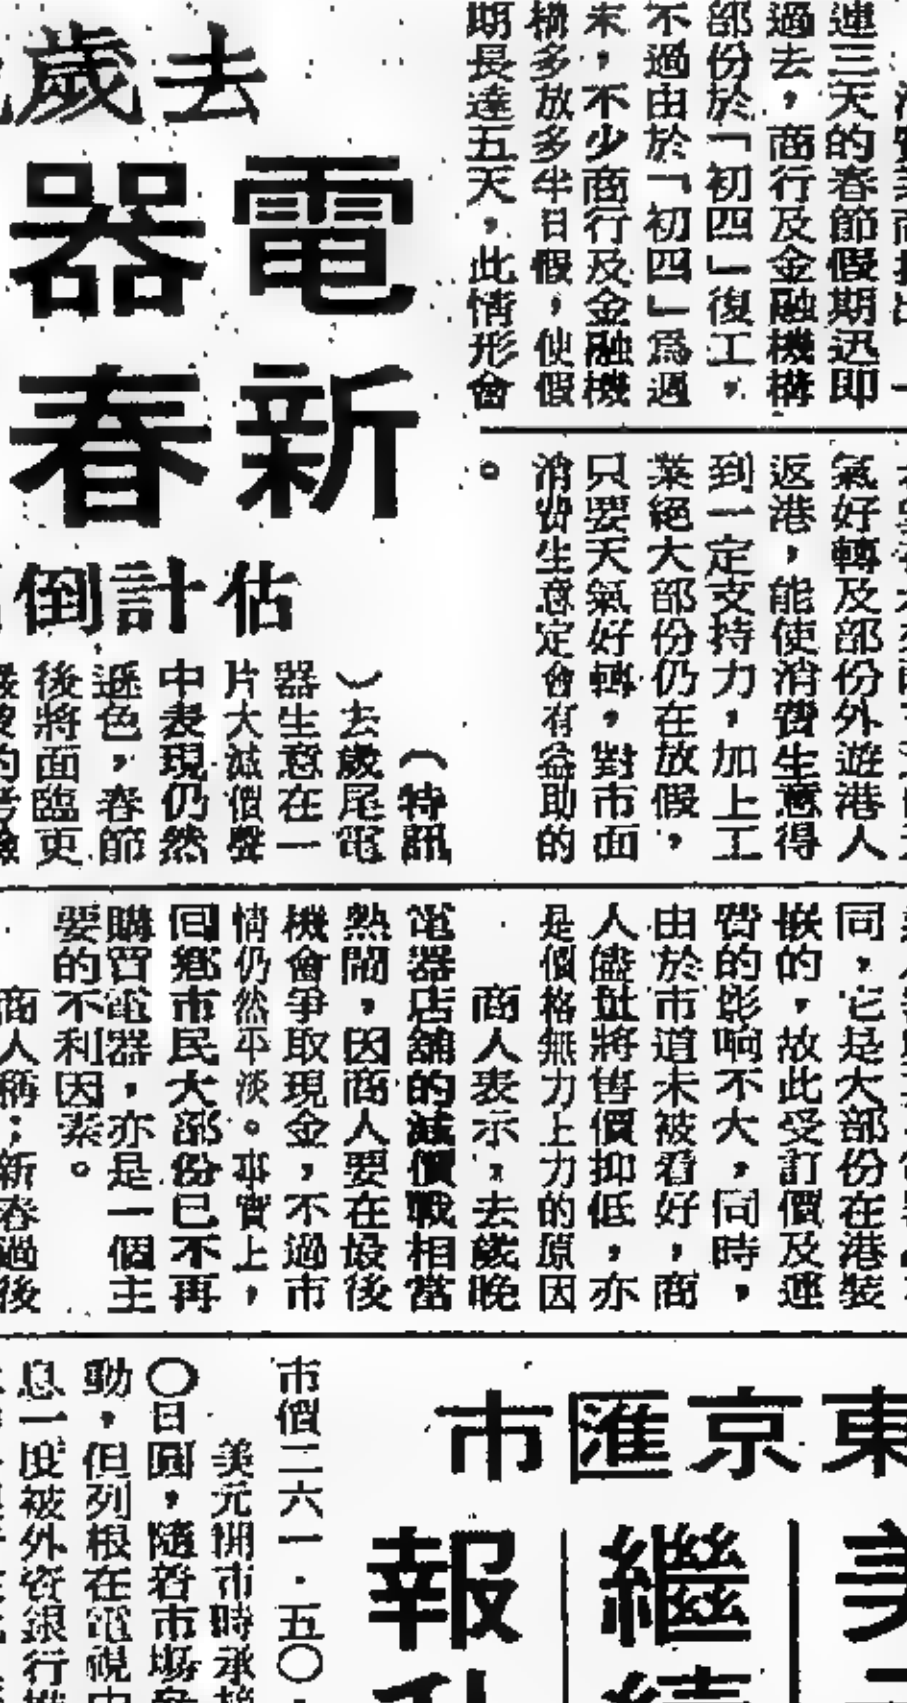 連三天的春節假期迅即
過去，商行及金融機構
部份於「初四」復工，
不過由於「初四」為週
末，不少商行及金融機
構多放多半日假，使假
期長達五天，此情形會
氣好轉及部份外遊港人
返港，能使消費生意得
到一定支持力，加上工
業絕大部份仍在放假，
只要天氣好轉，對市面
消費生意定會有益助的
。
去歲
電器
新春
估計倒
（特訊
）去歲尾電
器生意在一
片大減價聲
中表現仍然
遜色，春節
後將面臨更
同，它是大部份在港裝
嵌的，故此受訂價及運
費的影响不大，同時，
由於市道未被看好，商
人儘量將售價抑低，亦
是價格無力上力的原因
商人表示，去歲晚
電器店舖的減價戰相當
熱鬧，因商人要在最後
機會爭取現金，不過市
情仍然平淡。事實上，
回鄉市民大部份已不再
購買電器，亦是一個主
要的不利因素。
商人稱；新春過後
東京匯市
美
繼
報
市價二六一．五〇．
美元開市時承接
〇日圓，隨着市場
動，但列根在電視中
息一度被外資銀行